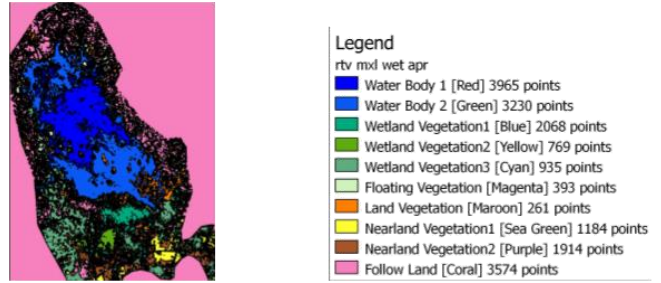 Legend
rtv mxl wet apr
Water Body 1 [Red] 3965 points
Water Body 2 [Green] 3230 points
Wetland Vegetation1 [Blue] 2068 points
Wetland Vegetation2 [Yellow] 769 points
Wetland Vegetation3 [Cyan] 935 points
Floating Vegetation [Magenta] 393 points
Land Vegetation [Maroon] 261 points
Nearland Vegetation1 [Sea Green] 1184 points
Nearland Vegetation2 [Purple] 1914 points
Follow Land [Coral] 3574 points